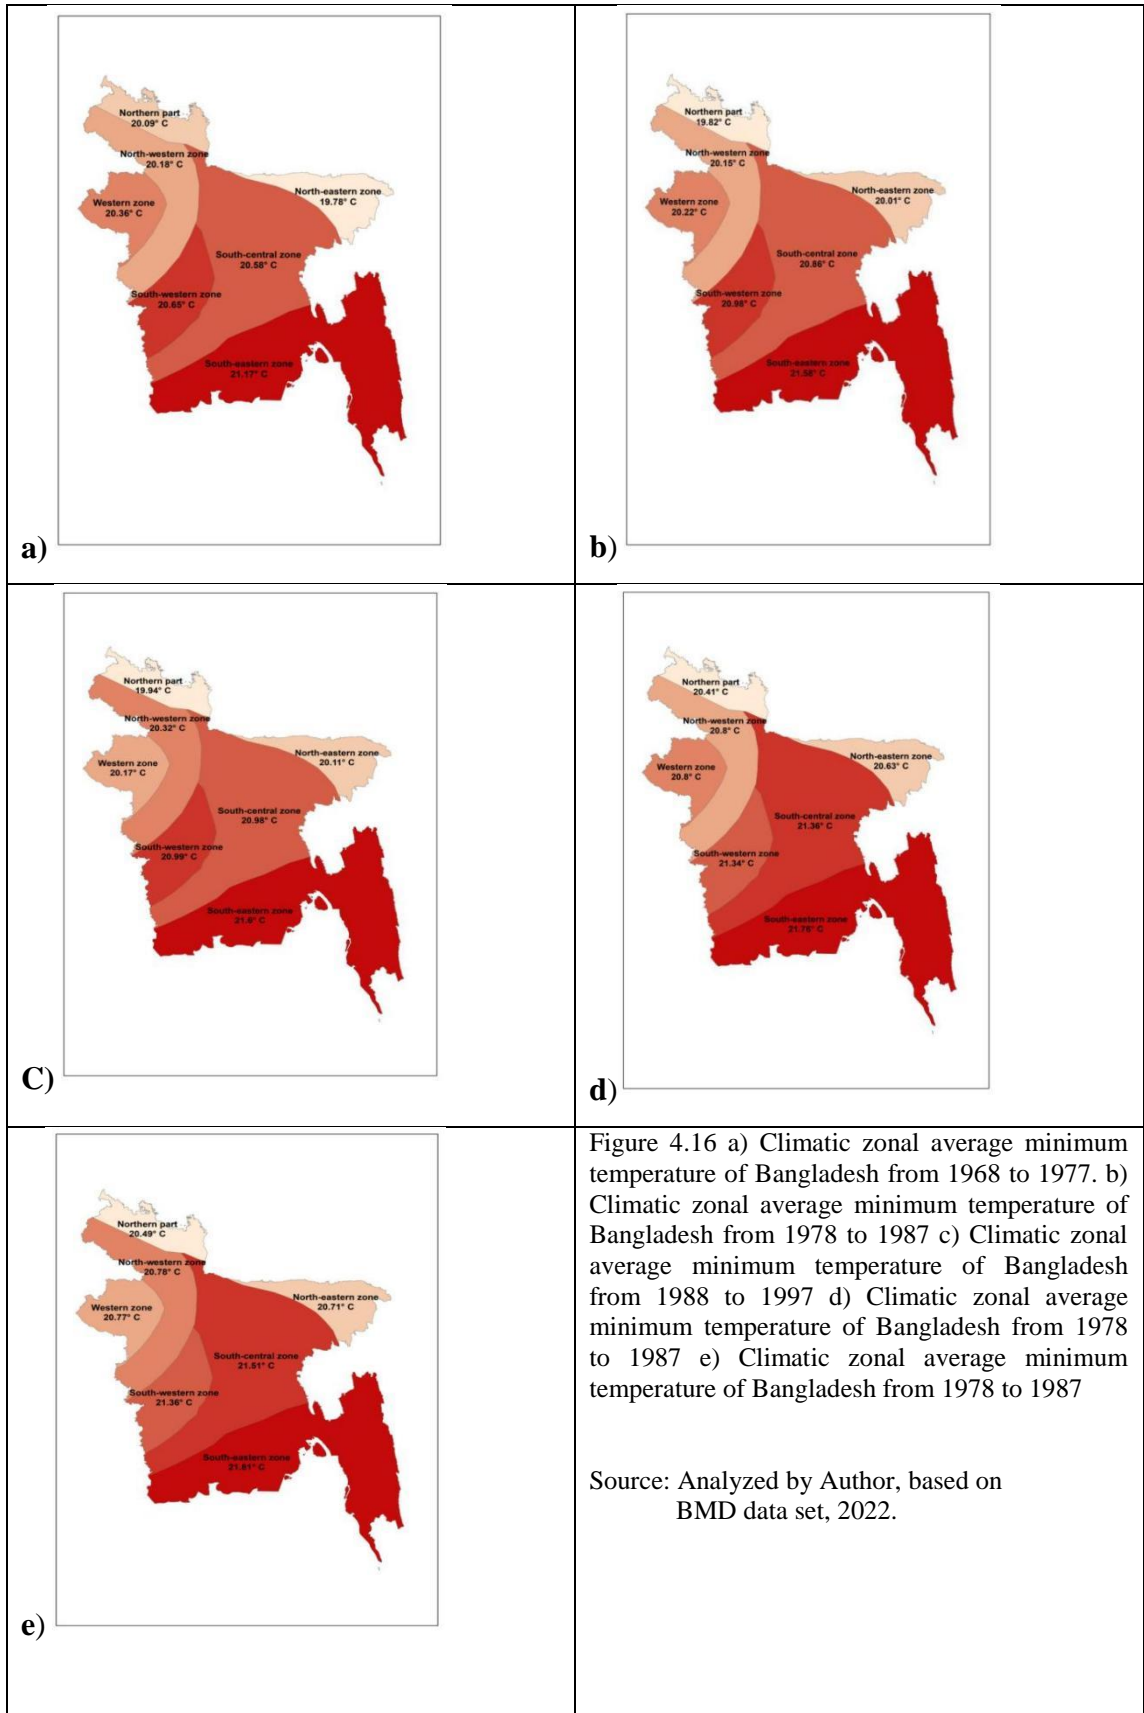 Northern part
20.09° C
North-western zone
20.18° C
North-eastern zone
19.78° C
Western zone
20.36° C
South-central zone
20.58° C
South-western zone
20.65° C
South-eastern zone
21.17° C
a)
Northern part
19.82° C
North-western zone
20.15° C
North-eastern zone
20.01° C
Western zone
20.22° C
South-central zone
20.86° C
South-western zone
20.98° C
South-eastern zone
21.58° C
b)
Northern part
19.94° C
North-western zone
20.32° C
North-eastern zone
20.11° C
Western zone
20.17° C
South-central zone
20.98° C
South-western zone
20.99° C
South-eastern zone
21.6° C
C)
Northern part
20.41° C
North-western zone
20.8° C
North-eastern zone
20.63° C
Western zone
20.8° C
South-central zone
21.36° C
South-western zone
21.34° C
South-eastern zone
21.78° C
d)
Northern part
20.49° C
North-western zone
20.78° C
North-eastern zone
20.71° C
Western zone
20.77° C
South-central zone
21.51° C
South-western zone
21.36° C
South-eastern zone
21.81° C
e)
Figure 4.16 a) Climatic zonal average minimum
temperature of Bangladesh from 1968 to 1977. b)
Climatic zonal average minimum temperature of
Bangladesh from 1978 to 1987 c) Climatic zonal
average minimum temperature of Bangladesh
from 1988 to 1997 d) Climatic zonal average
minimum temperature of Bangladesh from 1978
to 1987 e) Climatic zonal average minimum
temperature of Bangladesh from 1978 to 1987
Source: Analyzed by Author, based on
BMD data set, 2022.